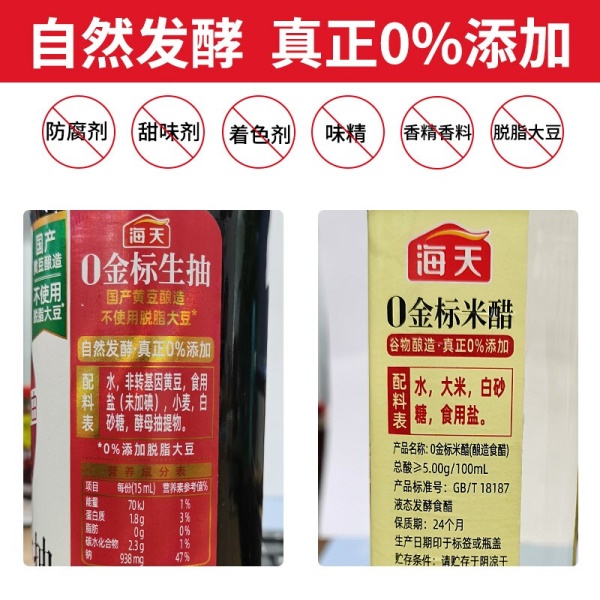 自然发酵 真正0%添加
防腐剂
甜味剂
着色剂
味精
香精香料
脱脂大豆
国产
黄豆酿造
不使用
脱脂大豆*
海天
0金标生抽
国产黄豆酿造
不使用脱脂大豆*
自然发酵·真正0%添加
配料表
水，非转基因黄豆，食用
盐（未加碘），小麦，白
砂糖，酵母抽提物。
*0%添加脱脂大豆
营养成分表
项目 每份(15mL) 营养素参考值%
能量 70kJ 1%
蛋白质 1.8g 3%
脂肪 0g 0%
碳水化合物 2.3g 1%
钠 938mg 47%
海天
0金标米醋
谷物酿造·真正0%添加
配料表
水，大米，白砂
糖，食用盐。
产品名称: 0金标米醋(酿造食醋)
总酸≥5.00g/100mL
产品标准号: GB/T 18187
液态发酵食醋
保质期: 24个月
生产日期印于标签或瓶盖
贮存条件: 请贮存于阴凉干